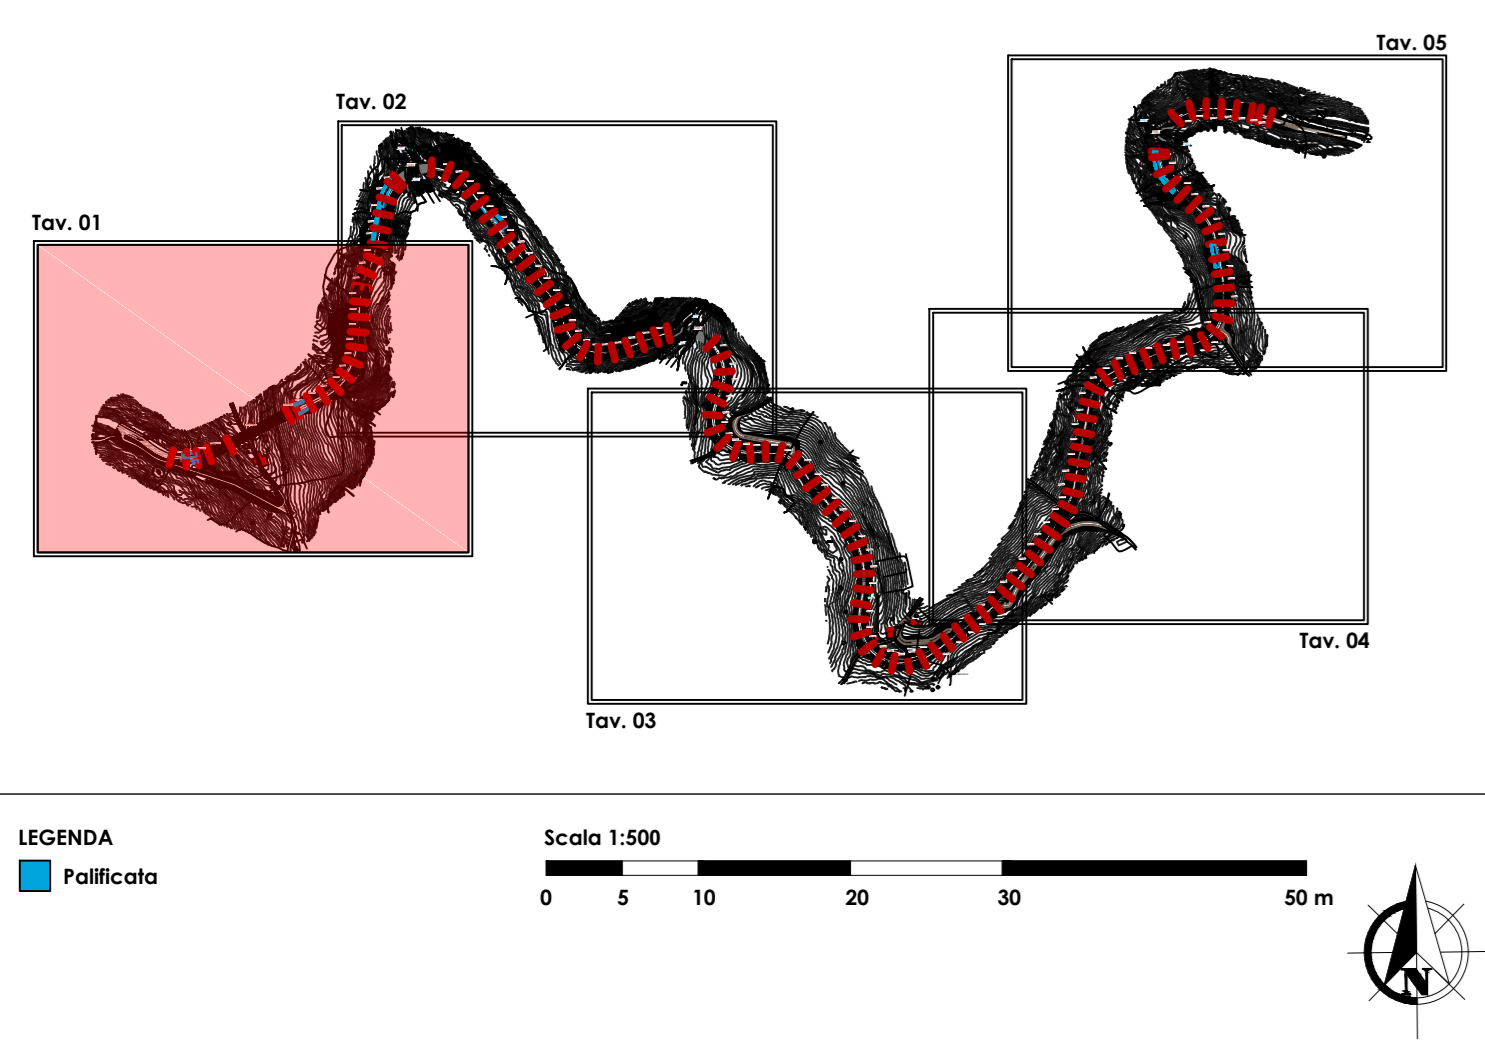 Tav. 05
Tav. 02
Tav. 01
Tav. 04
Tav. 03
LEGENDA
Palificata
Scala 1:500
0 5 10 20 30 50 m
N